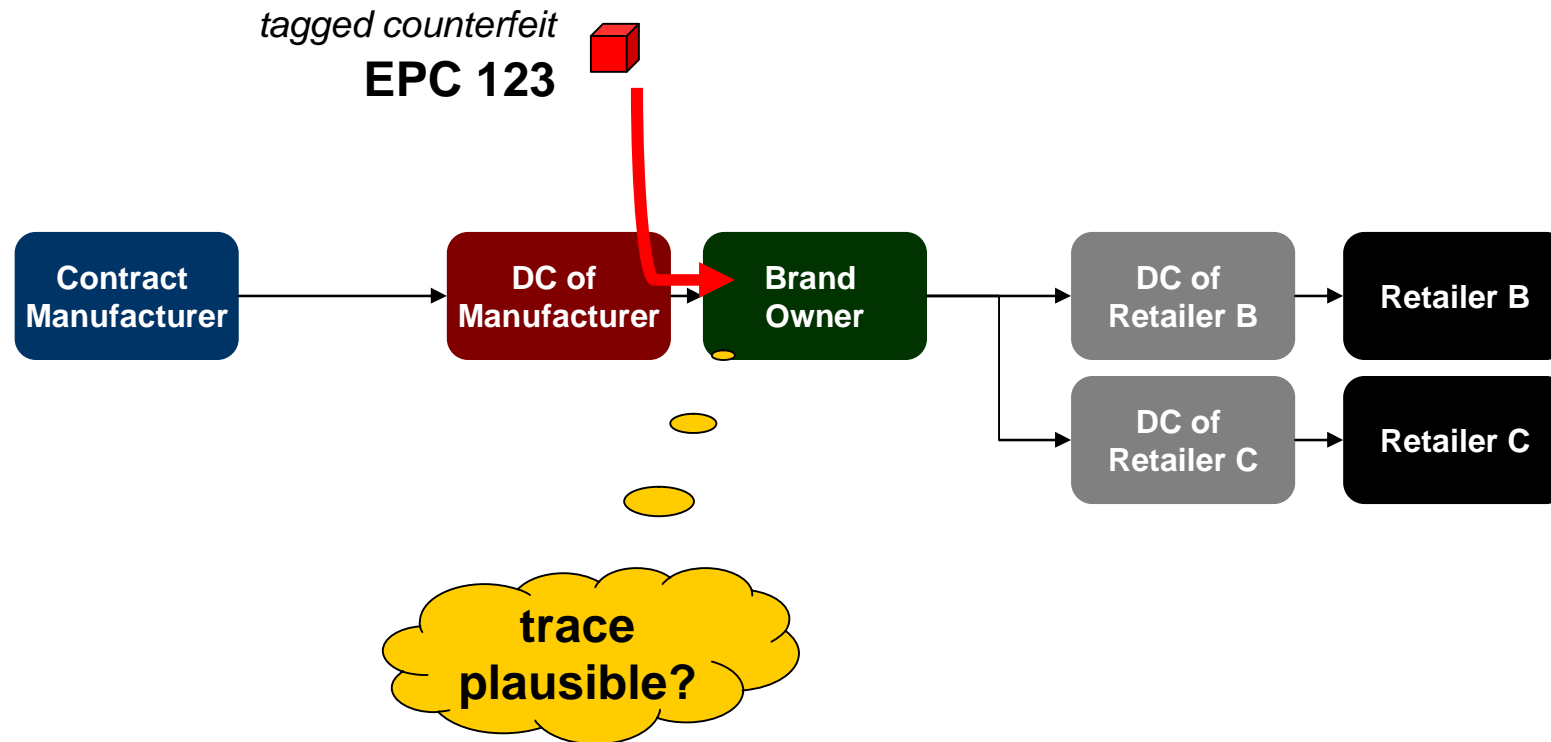 tagged counterfeit
EPC 123
Contract
Manufacturer
DC of
Manufacturer
Brand
Owner
DC of
Retailer B
Retailer B
DC of
Retailer C
Retailer C
trace
plausible?